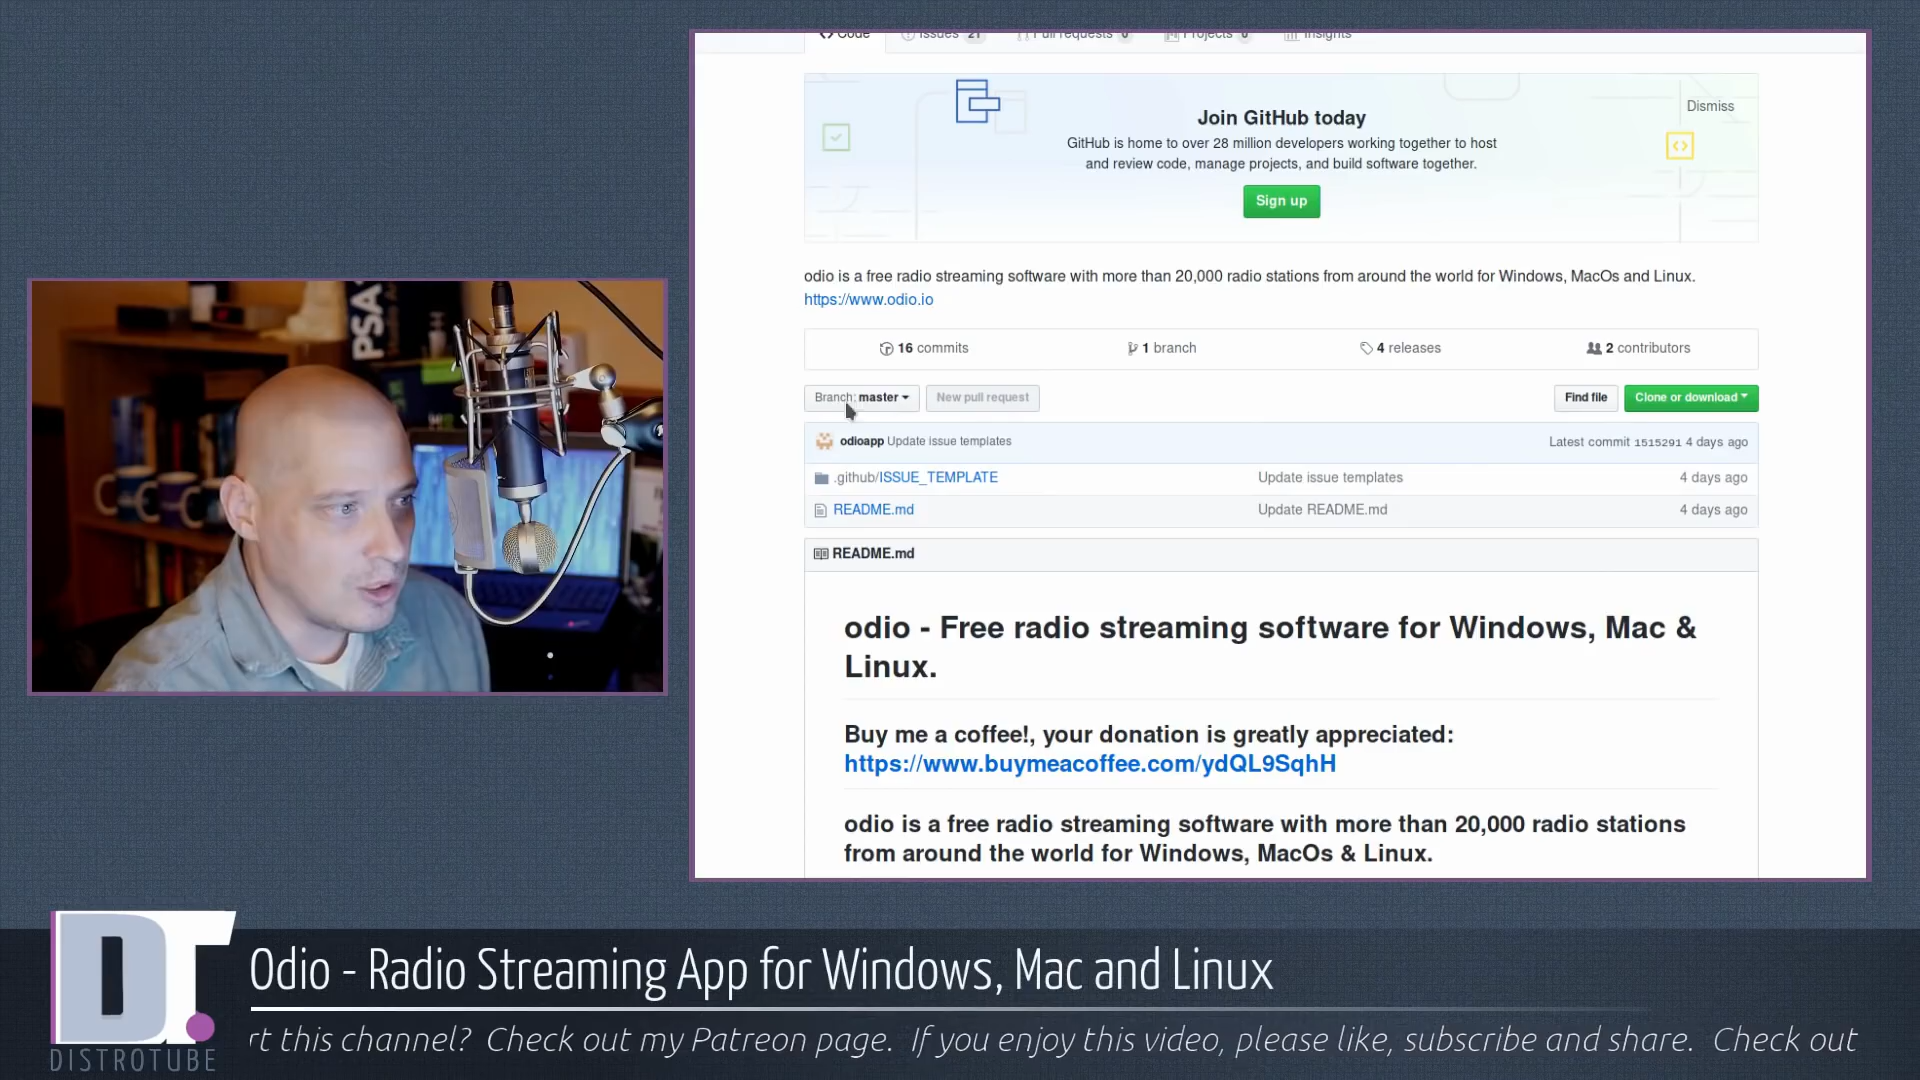 Code Issues 21 Pull requests 0 Projects 0 Insights
Join GitHub today
Dismiss
GitHub is home to over 28 million developers working together to host
and review code, manage projects, and build software together.
Sign up
odio is a free radio streaming software with more than 20,000 radio stations from around the world for Windows, MacOs and Linux.
https://www.odio.io
16 commits 1 branch 4 releases 2 contributors
Branch: master New pull request Find file Clone or download
odioapp Update issue templates Latest commit 1515291 4 days ago
.github/ISSUE_TEMPLATE Update issue templates 4 days ago
README.md Update README.md 4 days ago
README.md
odio - Free radio streaming software for Windows, Mac &
Linux.
Buy me a coffee!, your donation is greatly appreciated:
https://www.buymeacoffee.com/ydQL9SqhH
odio is a free radio streaming software with more than 20,000 radio stations
from around the world for Windows, MacOs & Linux.
PSA
DT
DISTROTUBE
Odio - Radio Streaming App for Windows, Mac and Linux
rt this channel? Check out my Patreon page. If you enjoy this video, please like, subscribe and share. Check out